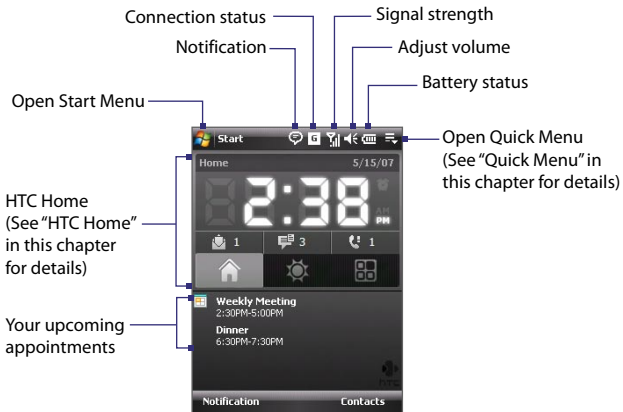 Connection status
Signal strength
Notification
Adjust volume
Battery status
Open Start Menu
Start
G
Open Quick Menu
(See “Quick Menu” in
this chapter for details)
Home 5/15/07
2:38
AM
PM
HTC Home
(See “HTC Home”
in this chapter
for details)
1 3 1
Your upcoming
appointments
Weekly Meeting
2:30PM-5:00PM
Dinner
6:30PM-7:30PM
Notification Contacts